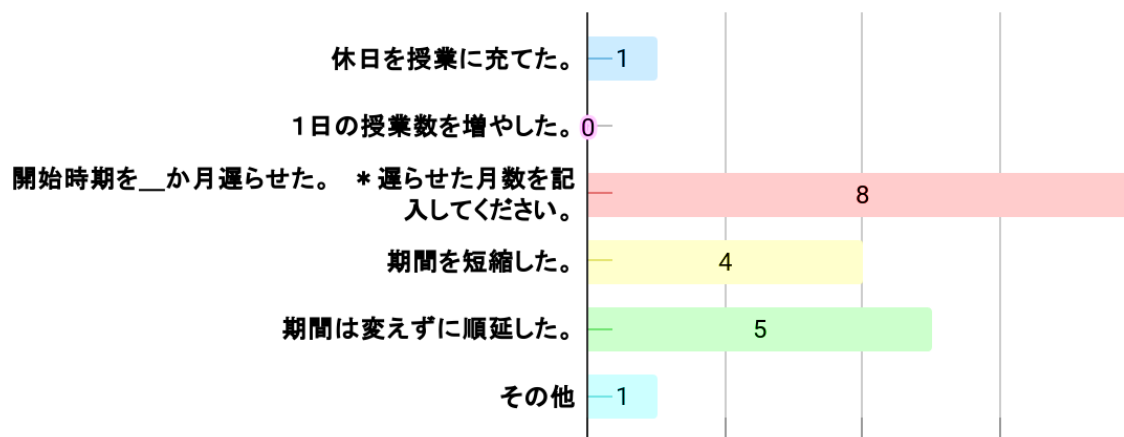 休日を授業に充てた。
1
１日の授業数を増やした。
0
開始時期を__か月遅らせた。　＊遅らせた月数を記
入してください。
8
期間を短縮した。
4
期間は変えずに順延した。
5
その他
1